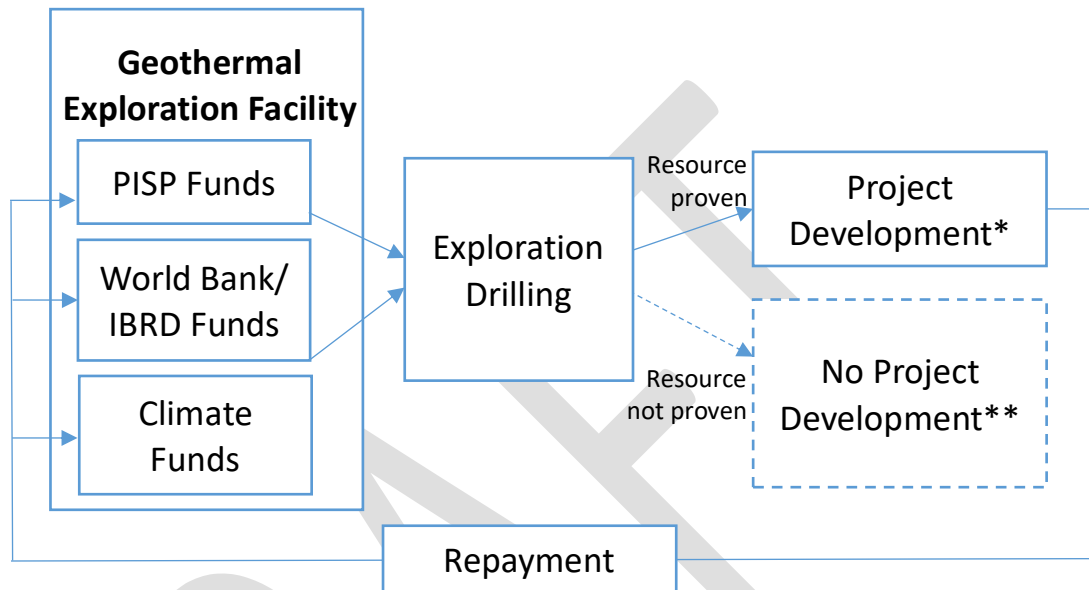 Geothermal
Exploration Facility
PISP Funds
World Bank/
IBRD Funds
Climate
Funds
Exploration
Drilling
Resource
proven
Resource
not proven
Project
Development*
No Project
Development**
Repayment